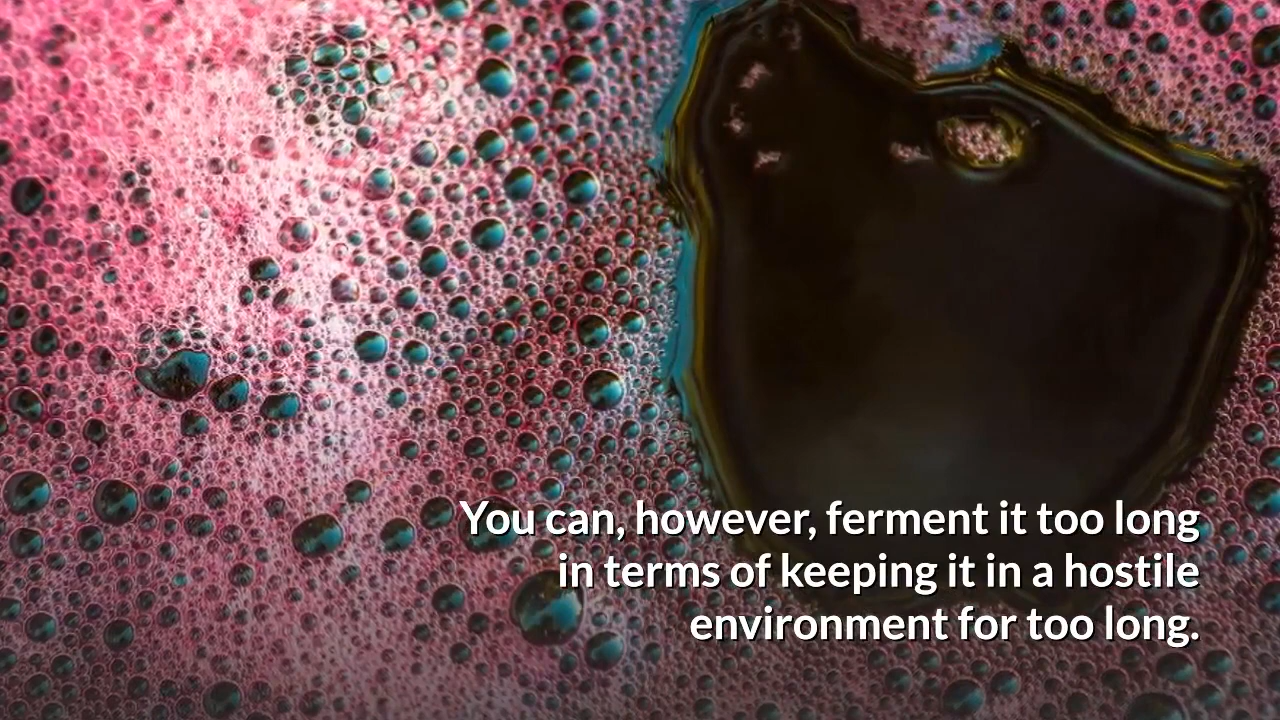 You can, however, ferment it too long
in terms of keeping it in a hostile
environment for too long.